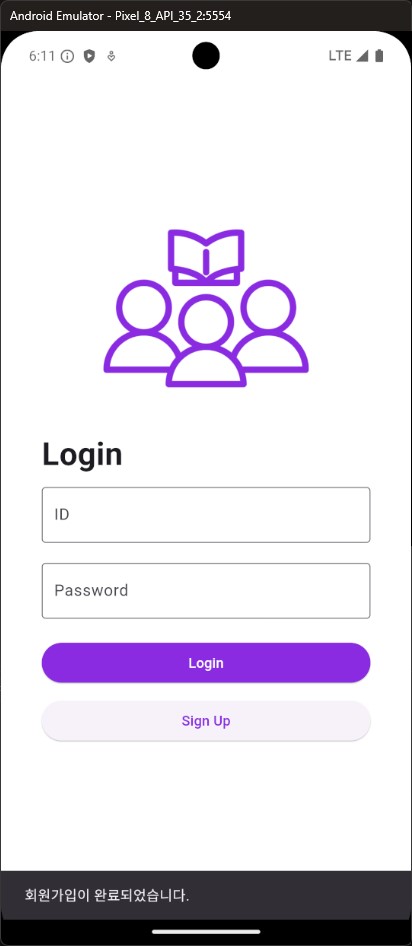 Android Emulator - Pixel_8_API_35_2:5554
6:11
LTE
Login
ID
Password
Login
Sign Up
회원가입이 완료되었습니다.